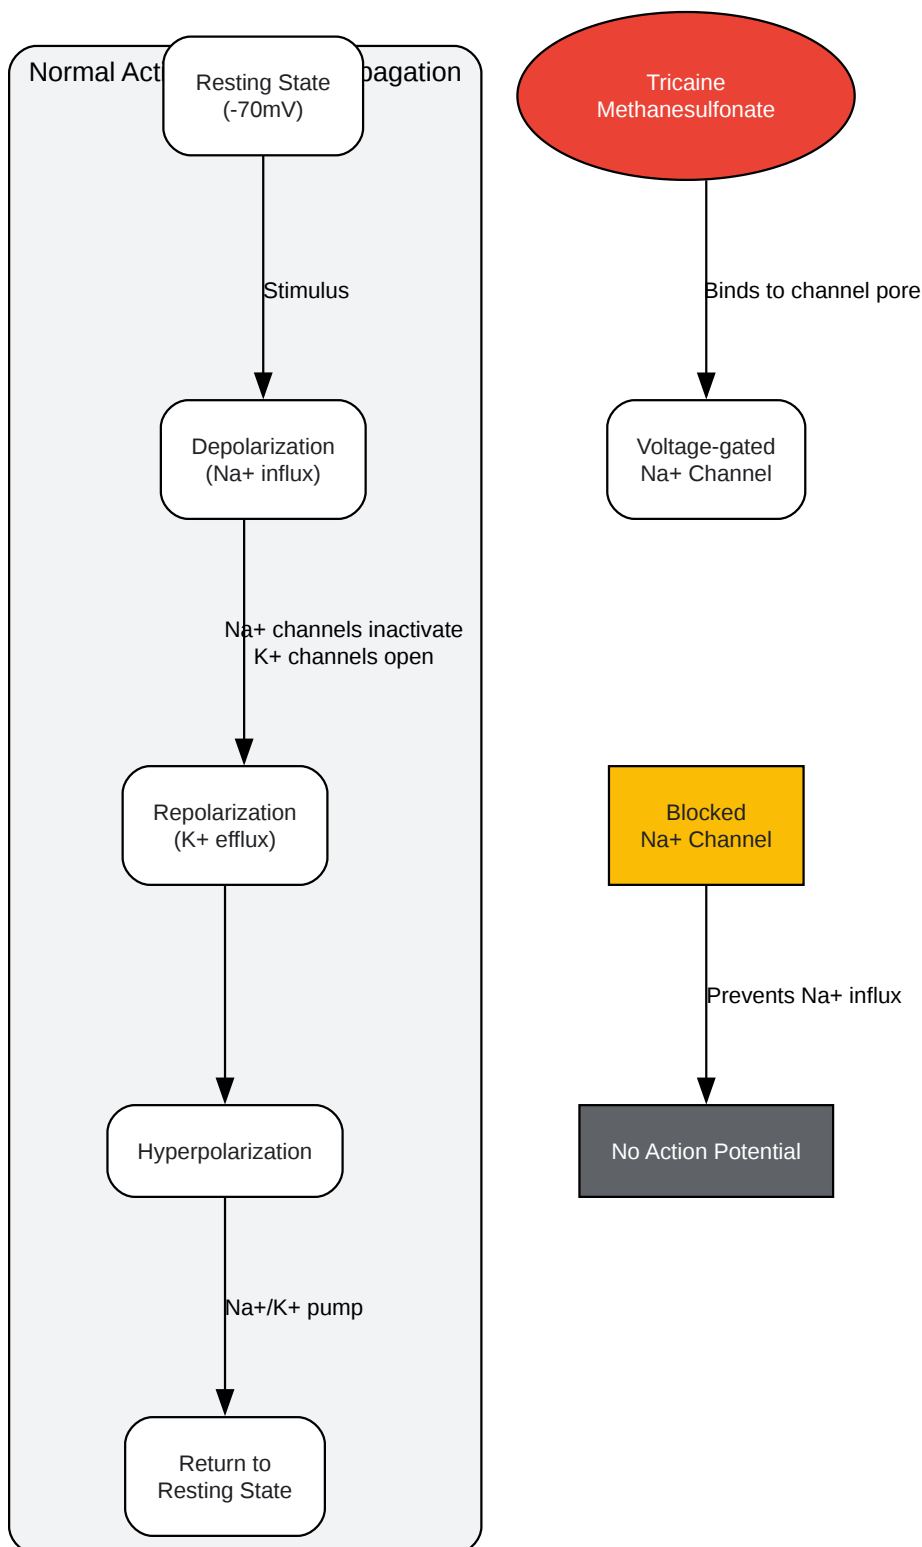 Normal Act
pagation
Resting State
(-70mV)
Stimulus
Depolarization
(Na+ influx)
Na+ channels inactivate
K+ channels open
Repolarization
(K+ efflux)
Hyperpolarization
Na+/K+ pump
Return to
Resting State
Tricaine
Methanesulfonate
Binds to channel pore
Voltage-gated
Na+ Channel
Blocked
Na+ Channel
Prevents Na+ influx
No Action Potential